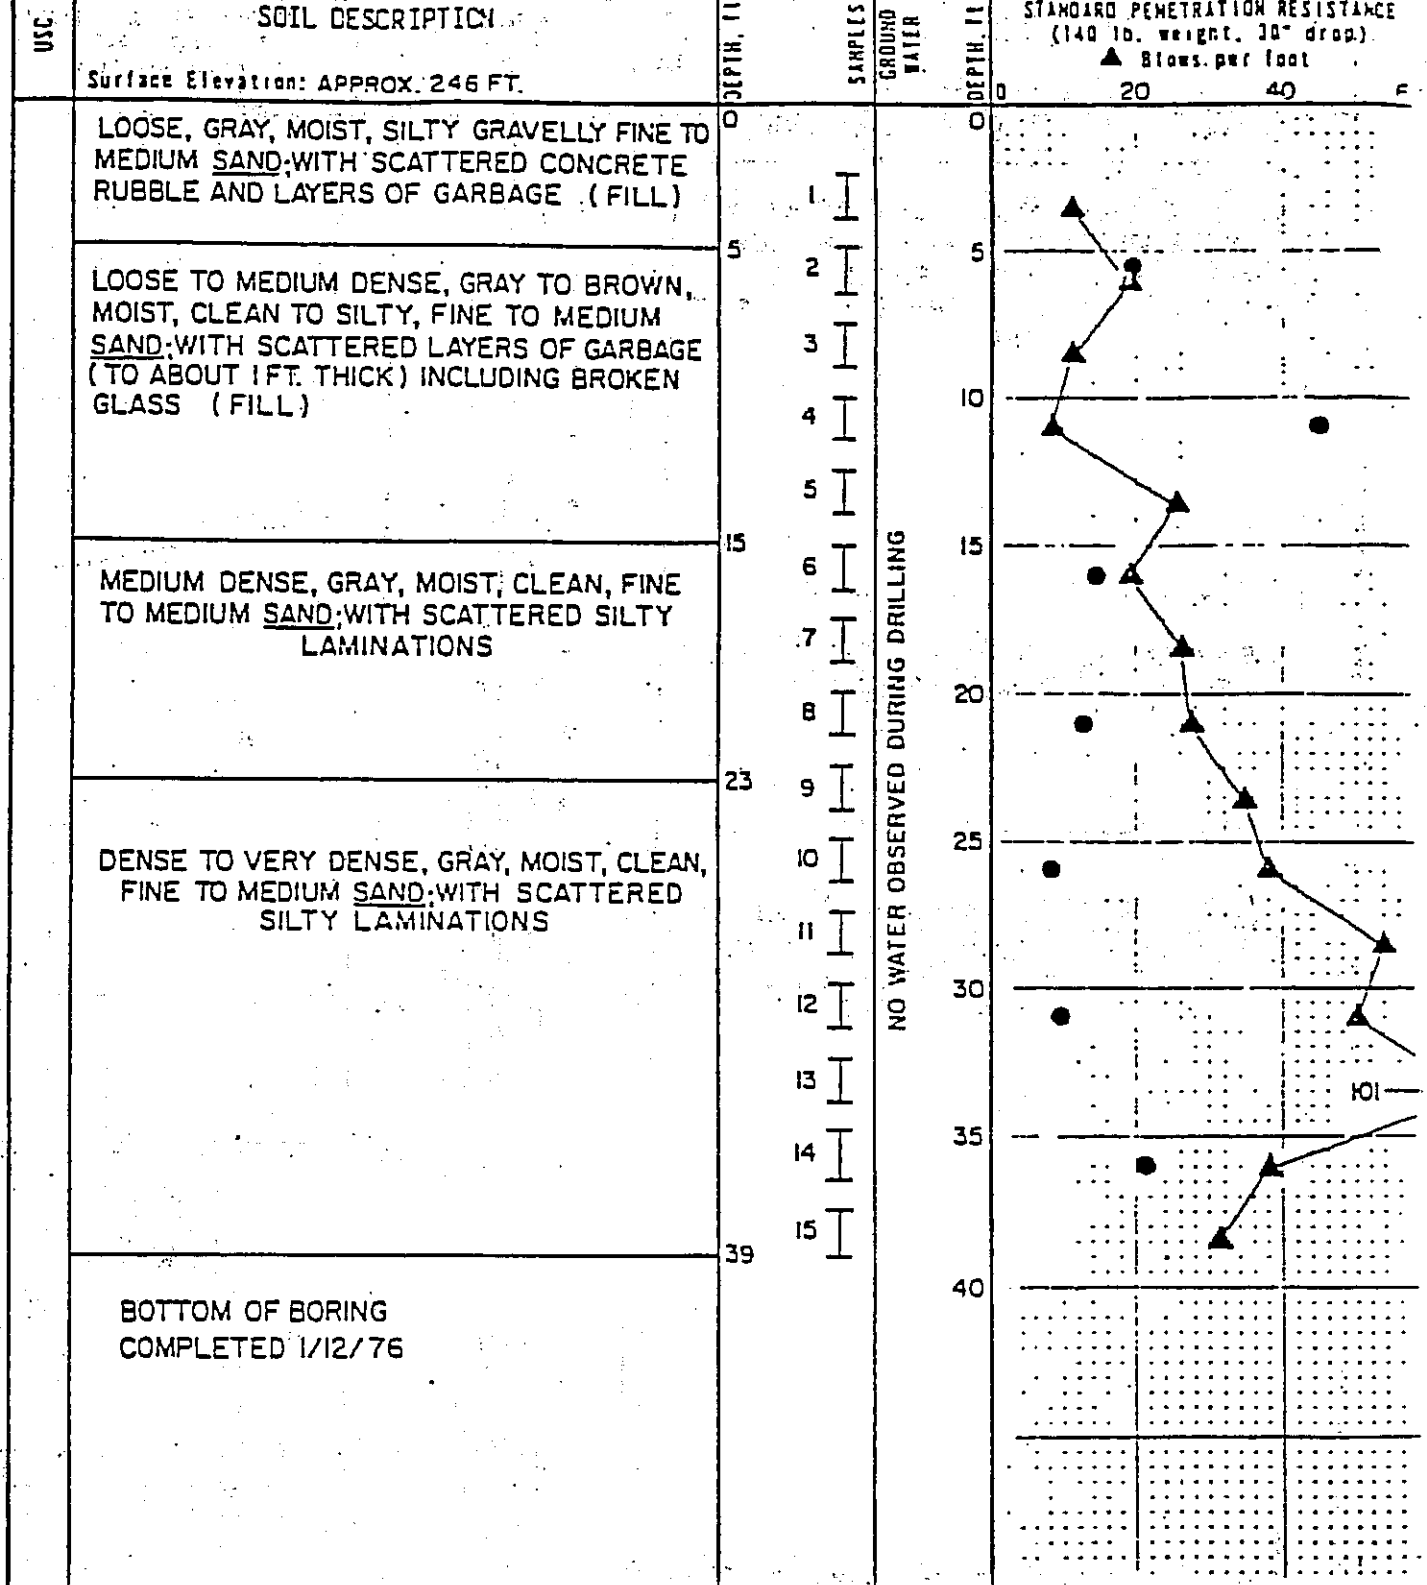 USC
SOIL DESCRIPTION
Surface Elevation: APPROX. 246 FT.
DEPTH, ft
SAMPLES
GROUND
WATER
DEPTH, ft
STANDARD PENETRATION RESISTANCE
(140 lb. weight, 30" drop)
▲ Blows per foot
0 20 40
0
LOOSE, GRAY, MOIST, SILTY GRAVELLY FINE TO
MEDIUM SAND; WITH SCATTERED CONCRETE
RUBBLE AND LAYERS OF GARBAGE (FILL)
5
LOOSE TO MEDIUM DENSE, GRAY TO BROWN,
MOIST, CLEAN TO SILTY, FINE TO MEDIUM
SAND; WITH SCATTERED LAYERS OF GARBAGE
(TO ABOUT 1 FT. THICK) INCLUDING BROKEN
GLASS (FILL)
15
MEDIUM DENSE, GRAY, MOIST, CLEAN, FINE
TO MEDIUM SAND; WITH SCATTERED SILTY
LAMINATIONS
23
DENSE TO VERY DENSE, GRAY, MOIST, CLEAN,
FINE TO MEDIUM SAND; WITH SCATTERED
SILTY LAMINATIONS
39
BOTTOM OF BORING
COMPLETED 1/12/76
1
2
3
4
5
6
7
8
9
10
11
12
13
14
15
NO WATER OBSERVED DURING DRILLING
0
5
10
15
20
25
30
35
40
101